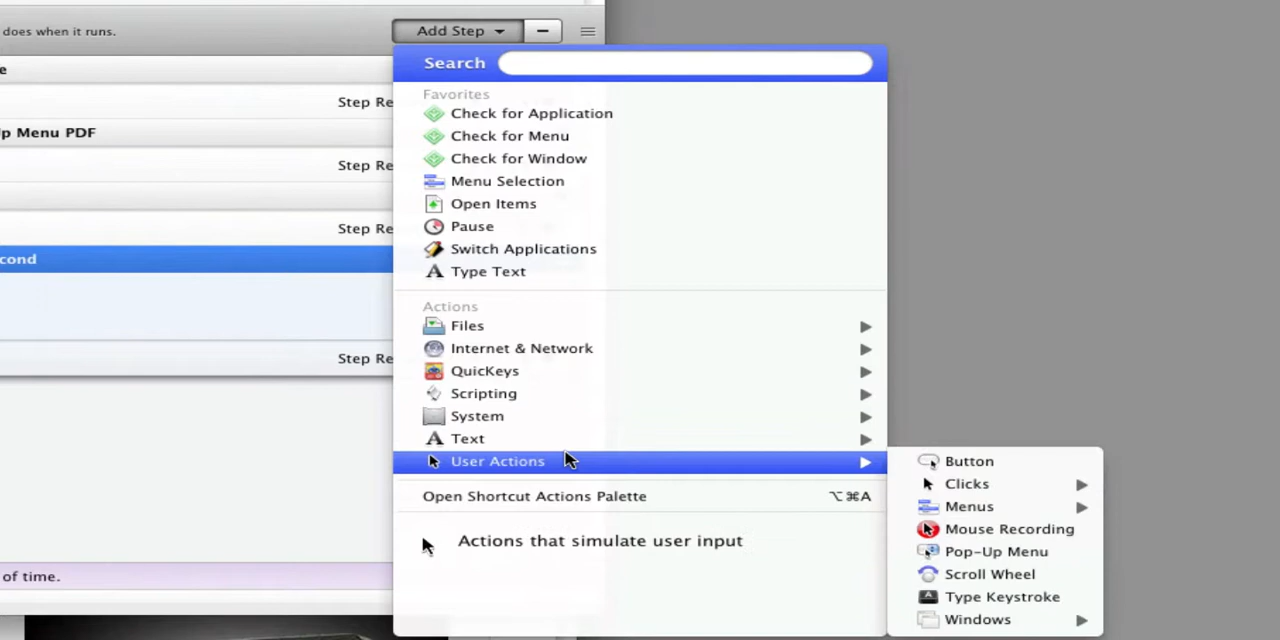 does when it runs.
Add Step
e
Step Re
p Menu PDF
Step Re
Step Re
cond
Step Re
of time.
Search
Favorites
Check for Application
Check for Menu
Check for Window
Menu Selection
Open Items
Pause
Switch Applications
Type Text
Actions
Files
Internet & Network
QuicKeys
Scripting
System
Text
User Actions
Open Shortcut Actions Palette ⌥⌘A
Actions that simulate user input
Button
Clicks
Menus
Mouse Recording
Pop-Up Menu
Scroll Wheel
Type Keystroke
Windows